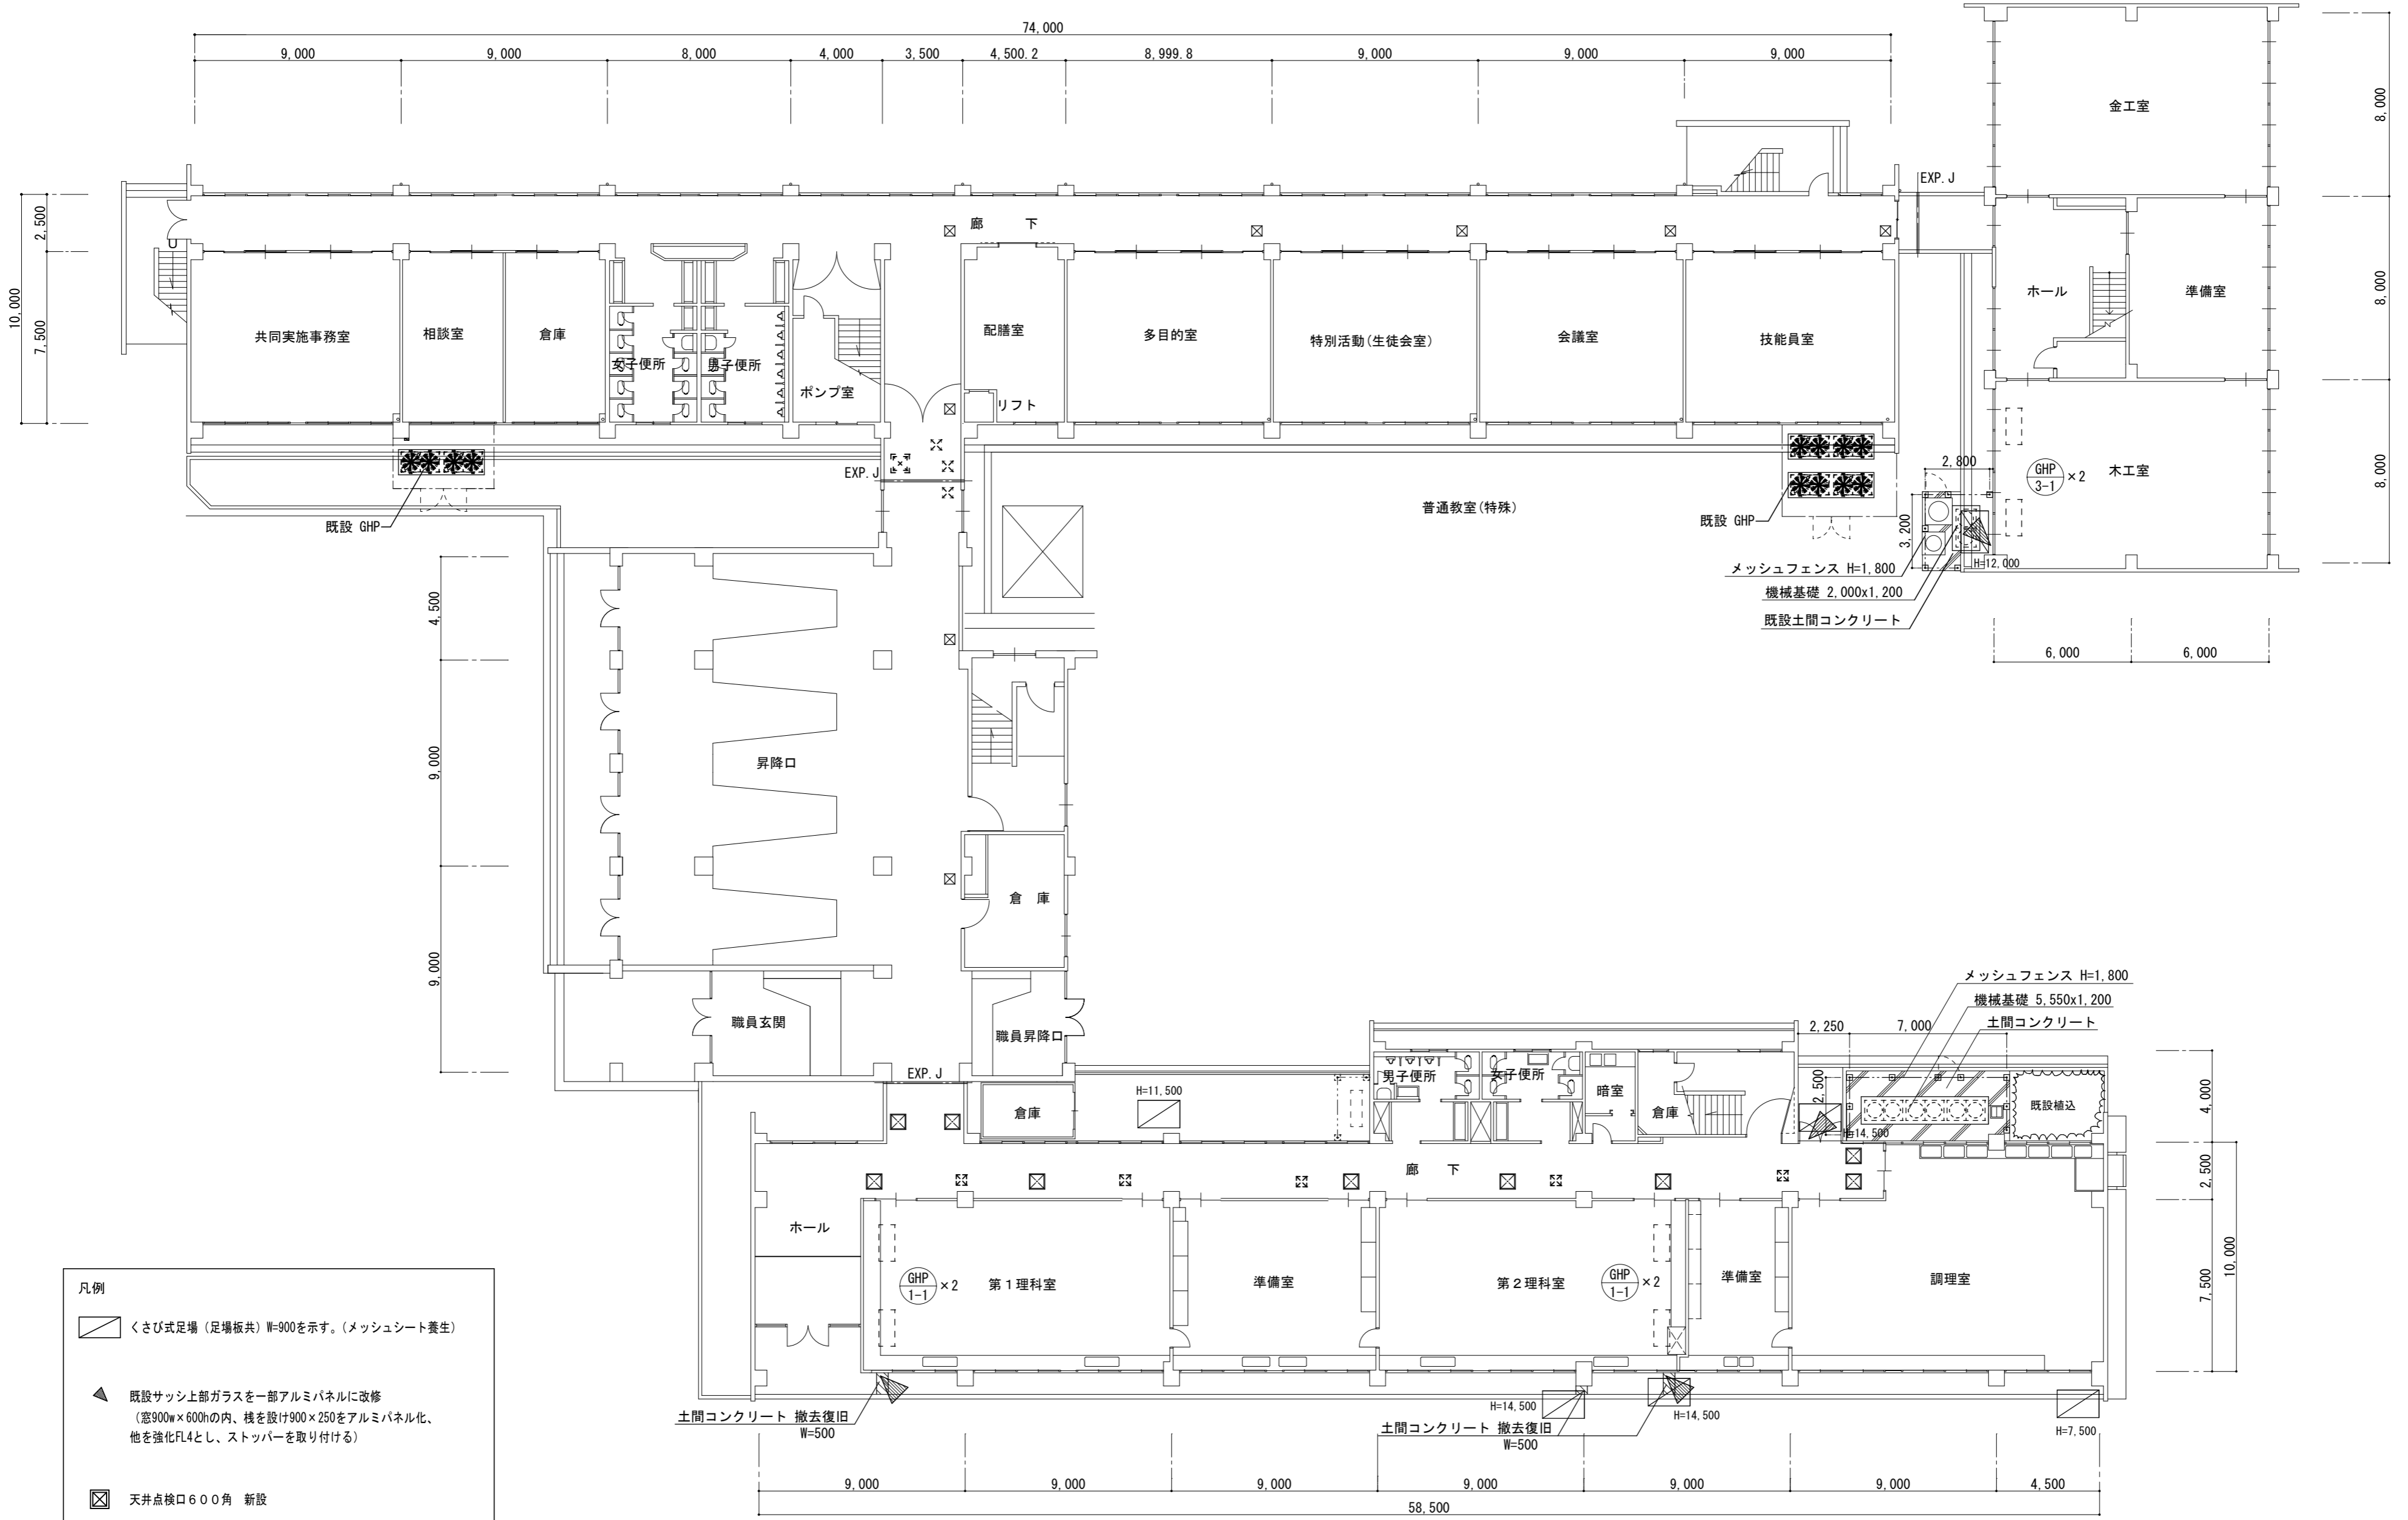 74,000
9,000
9,000
8,000
4,000
3,500
4,500.2
8,999.8
9,000
9,000
9,000
10,000
2,500
7,500
8,000
8,000
8,000
金工室
EXP.J
廊 下
共同実施事務室
相談室
倉庫
女子便所
男子便所
ポンプ室
配膳室
リフト
多目的室
特別活動(生徒会室)
会議室
技能員室
ホール
準備室
木工室
GHP
3-1
×2
2,800
3,200
H=12,000
EXP.J
既設 GHP
既設 GHP
普通教室(特殊)
メッシュフェンス H=1,800
機械基礎 2,000x1,200
既設土間コンクリート
6,000
6,000
4,500
9,000
9,000
昇降口
倉 庫
職員玄関
職員昇降口
EXP.J
メッシュフェンス H=1,800
機械基礎 5,550x1,200
土間コンクリート
2,250
7,000
2,500
既設植込
H=14,500
4,000
2,500
7,500
10,000
倉庫
H=11,500
男子便所
女子便所
暗室
倉庫
廊 下
ホール
GHP
1-1
×2
第1理科室
準備室
第2理科室
GHP
1-1
×2
準備室
調理室
土間コンクリート 撤去復旧
W=500
土間コンクリート 撤去復旧
W=500
H=14,500
H=14,500
H=7,500
9,000
9,000
9,000
9,000
9,000
9,000
4,500
58,500
凡例
くさび式足場(足場板共)W=900を示す。(メッシュシート養生)
既設サッシ上部ガラスを一部アルミパネルに改修
(窓900w×600hの内、桟を設け900×250をアルミパネル化、
他を強化FL4とし、ストッパーを取り付ける)
天井点検口600角 新設